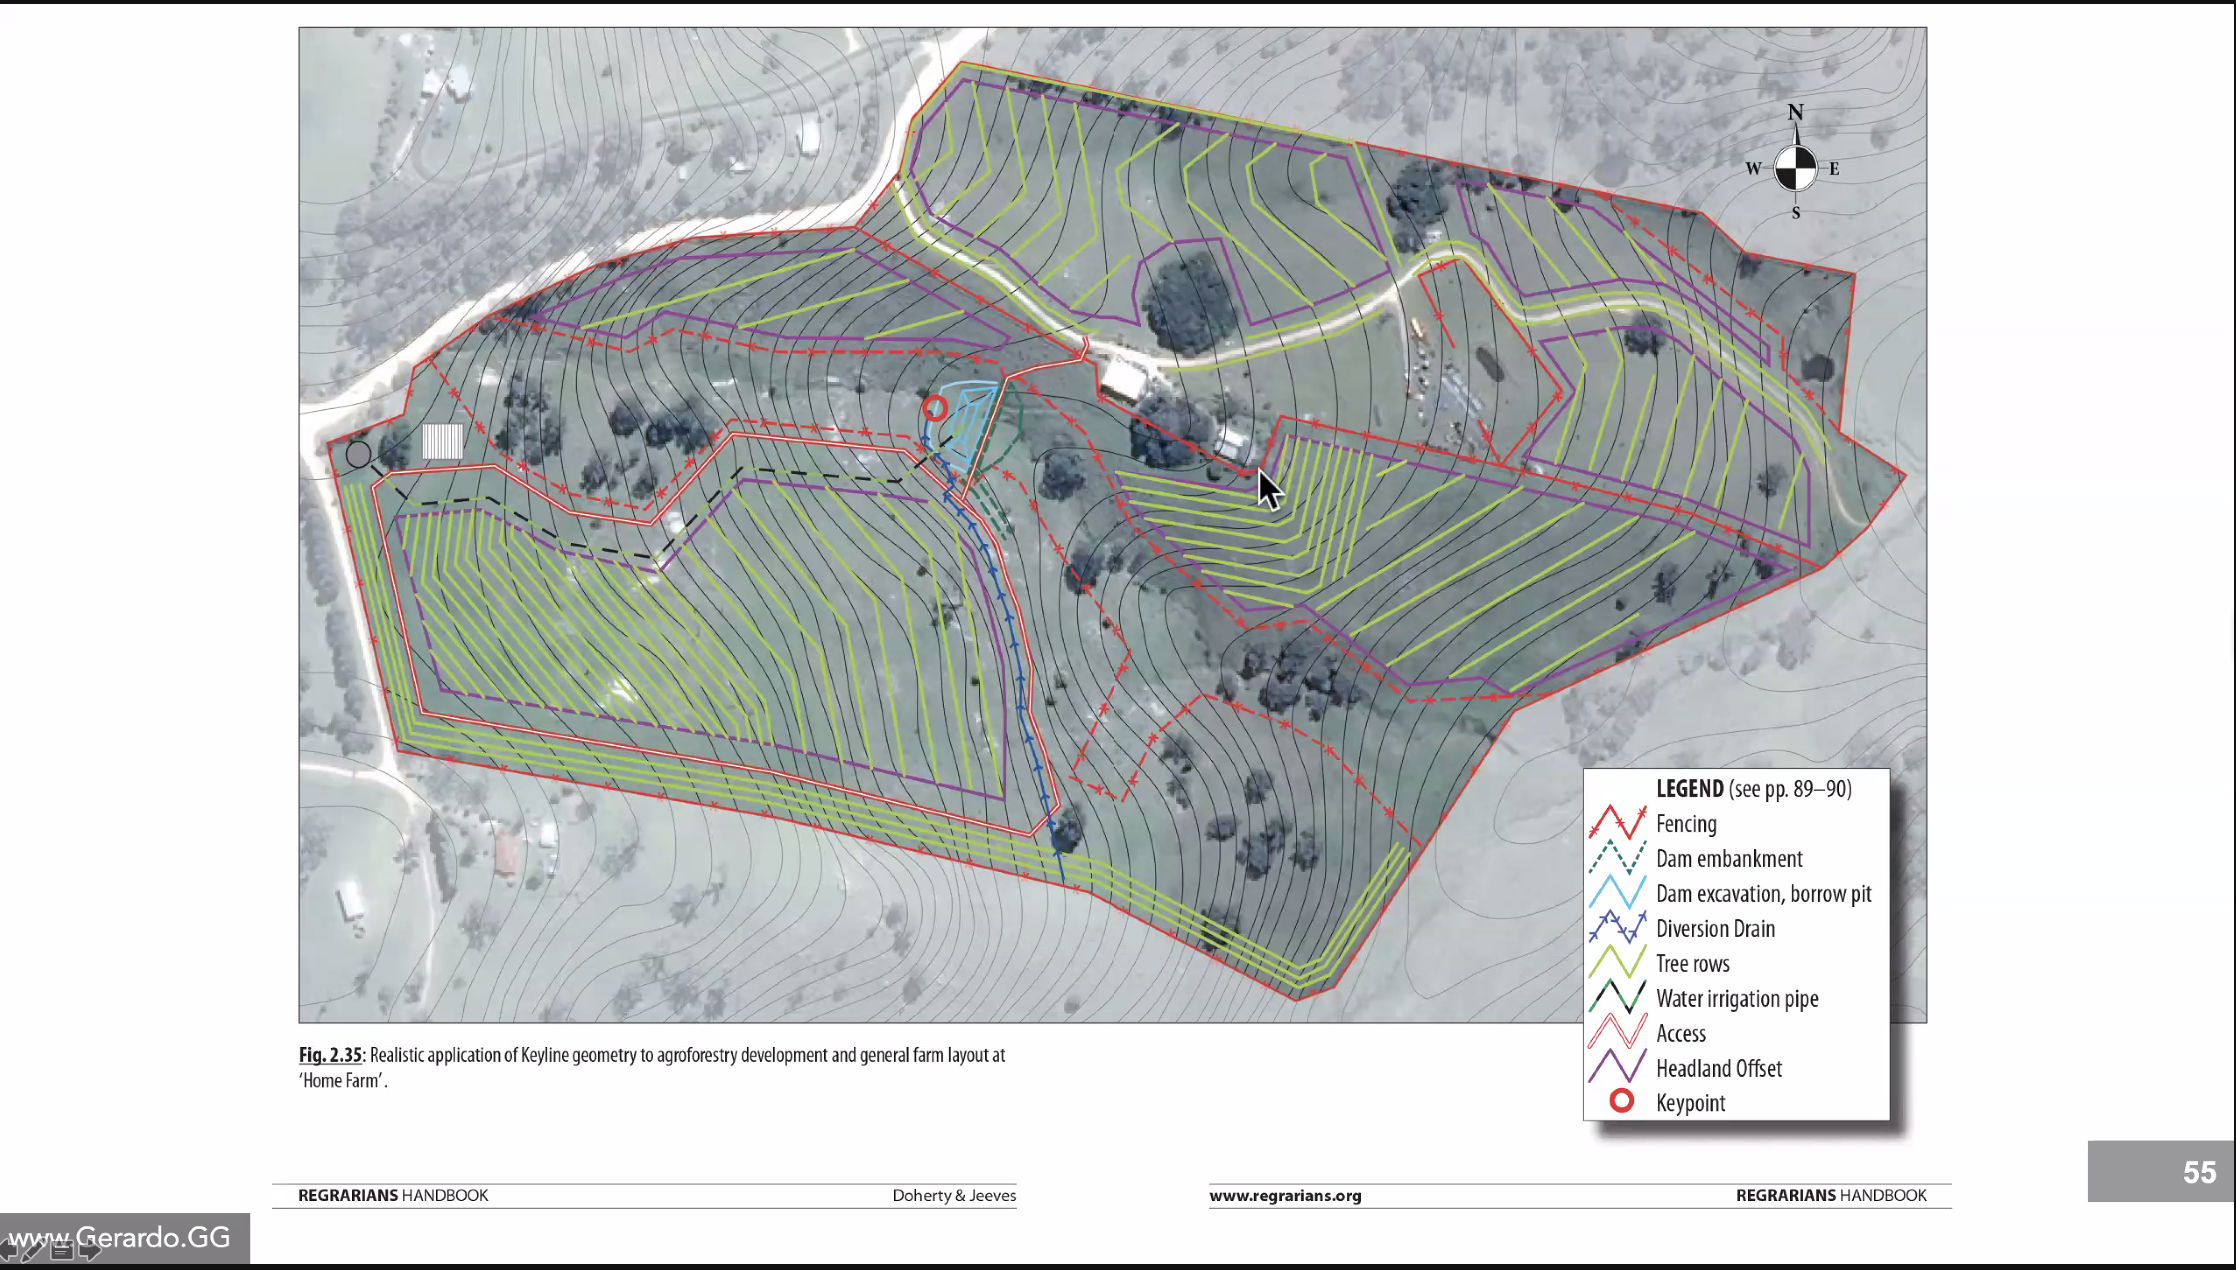 N
W
E
S
LEGEND (see pp. 89–90)
Fencing
Dam embankment
Dam excavation, borrow pit
Diversion Drain
Tree rows
Water irrigation pipe
Access
Headland Offset
Keypoint
Fig. 2.35: Realistic application of Keyline geometry to agroforestry development and general farm layout at
'Home Farm'.
55
REGRARIANS HANDBOOK
Doherty & Jeeves
www.regrarians.org
REGRARIANS HANDBOOK
www.Gerardo.GG